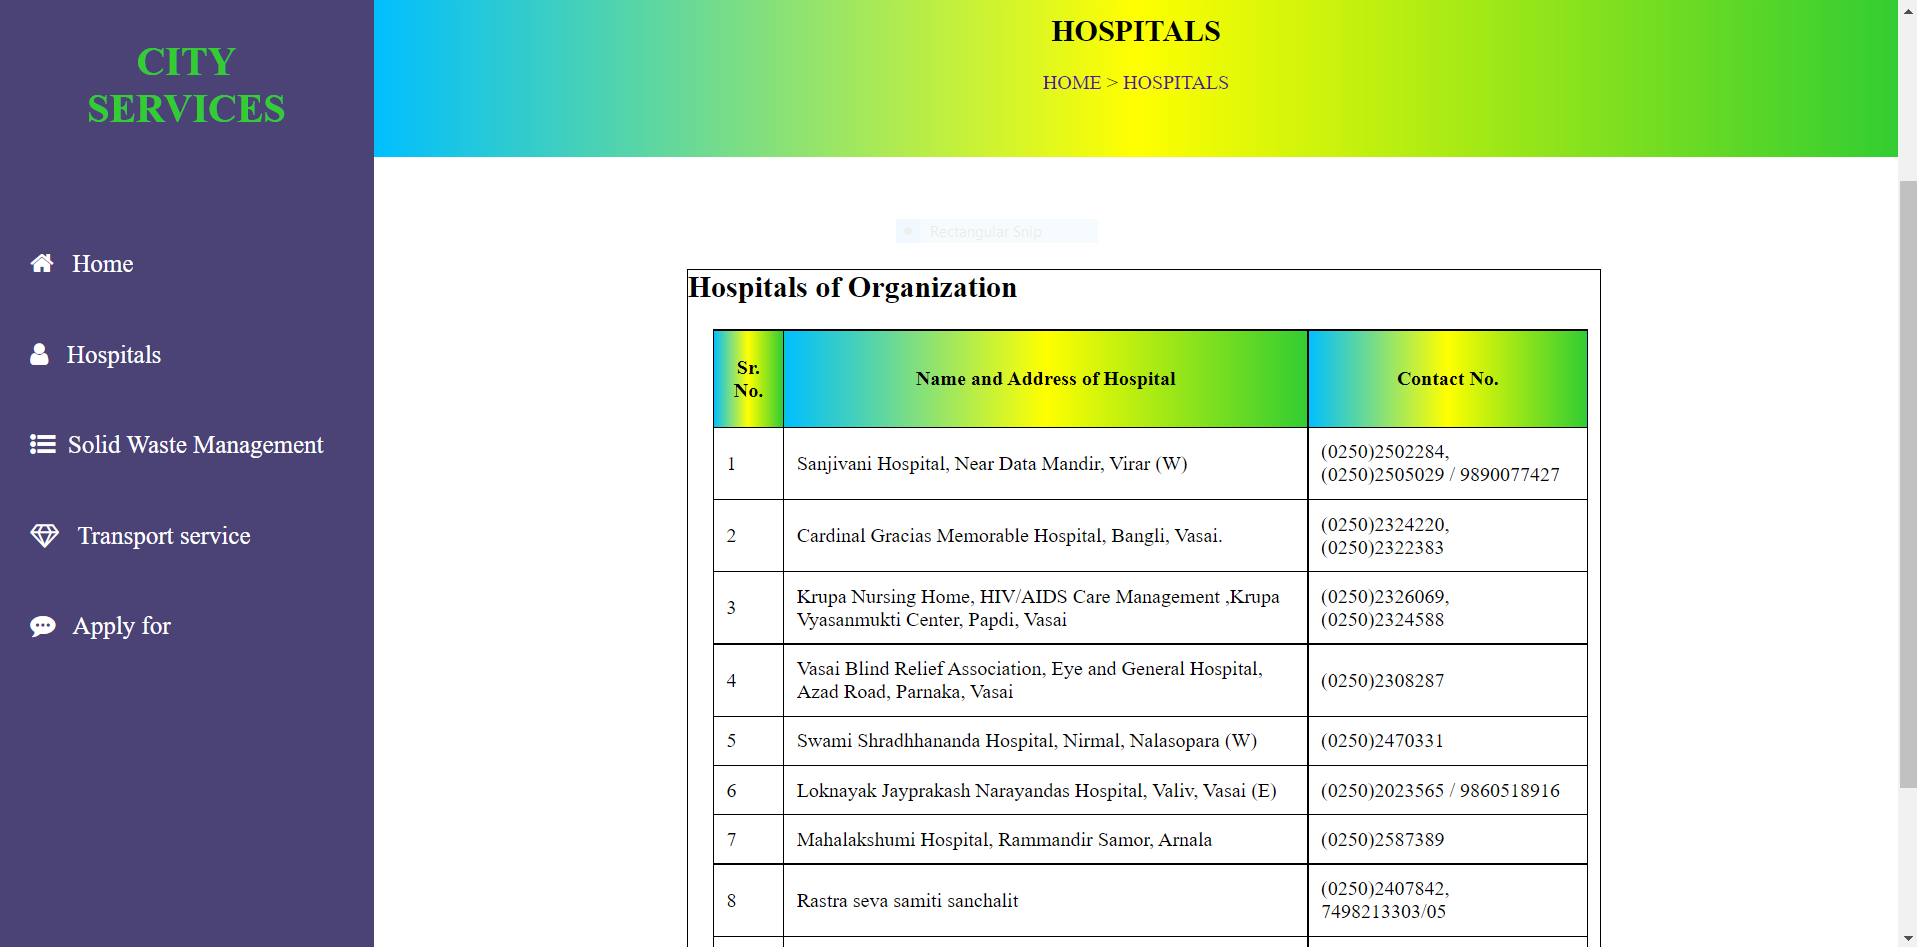 CITY
SERVICES
Home
Hospitals
Solid Waste Management
Transport service
Apply for
HOSPITALS
HOME > HOSPITALS
Rectangular Snip
Hospitals of Organization
Sr.
No.
Name and Address of Hospital
Contact No.
1
Sanjivani Hospital, Near Data Mandir, Virar (W)
(0250)2502284,
(0250)2505029 / 9890077427
2
Cardinal Gracias Memorable Hospital, Bangli, Vasai.
(0250)2324220,
(0250)2322383
3
Krupa Nursing Home, HIV/AIDS Care Management ,Krupa
Vyasanmukti Center, Papdi, Vasai
(0250)2326069,
(0250)2324588
4
Vasai Blind Relief Association, Eye and General Hospital,
Azad Road, Parnaka, Vasai
(0250)2308287
5
Swami Shradhhananda Hospital, Nirmal, Nalasopara (W)
(0250)2470331
6
Loknayak Jayprakash Narayandas Hospital, Valiv, Vasai (E)
(0250)2023565 / 9860518916
7
Mahalakshumi Hospital, Rammandir Samor, Arnala
(0250)2587389
8
Rastra seva samiti sanchalit
(0250)2407842,
7498213303/05